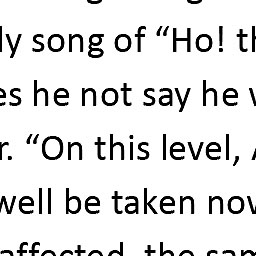 ly song of “Ho! th
es he not say he
r. “On this level,
well be taken nov
affected, the sam